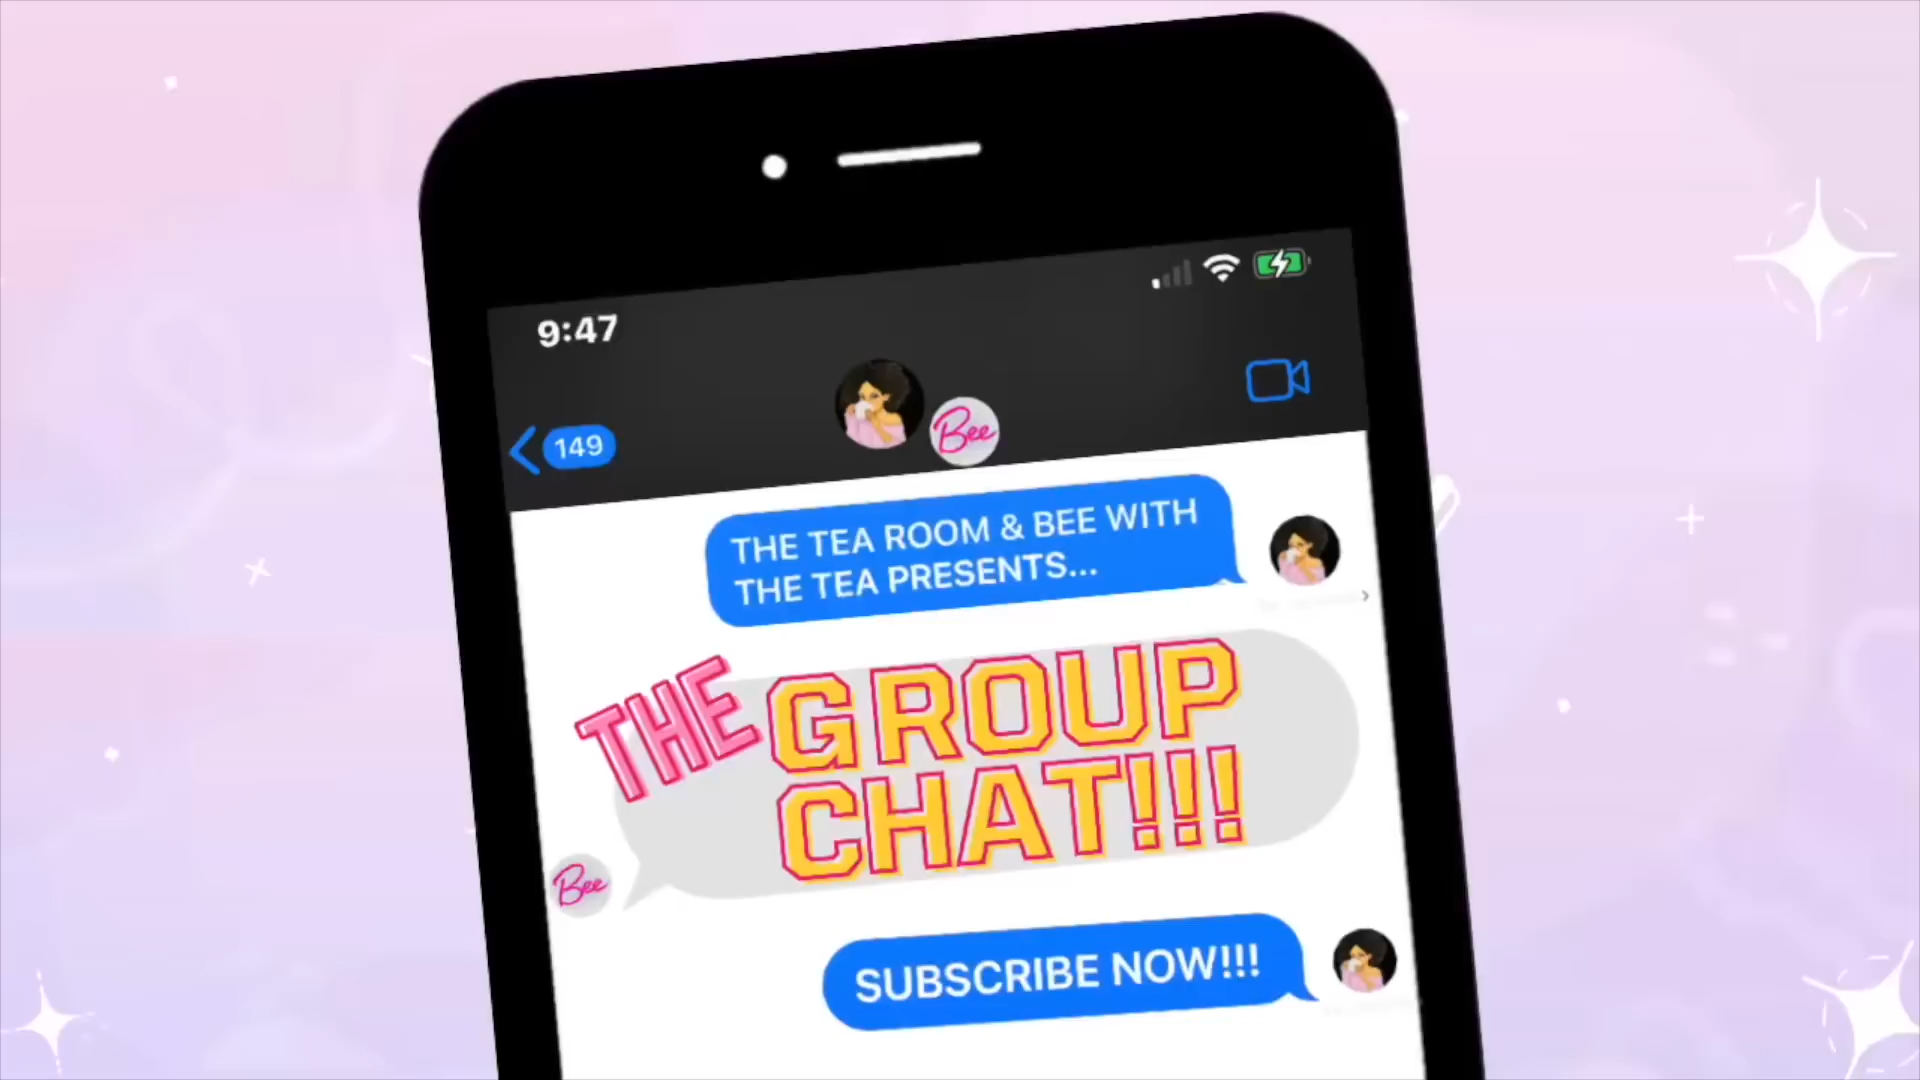 9:47
149
Bee
THE TEA ROOM & BEE WITH
THE TEA PRESENTS...
THE GROUP
CHAT!!!
Bee
SUBSCRIBE NOW!!!